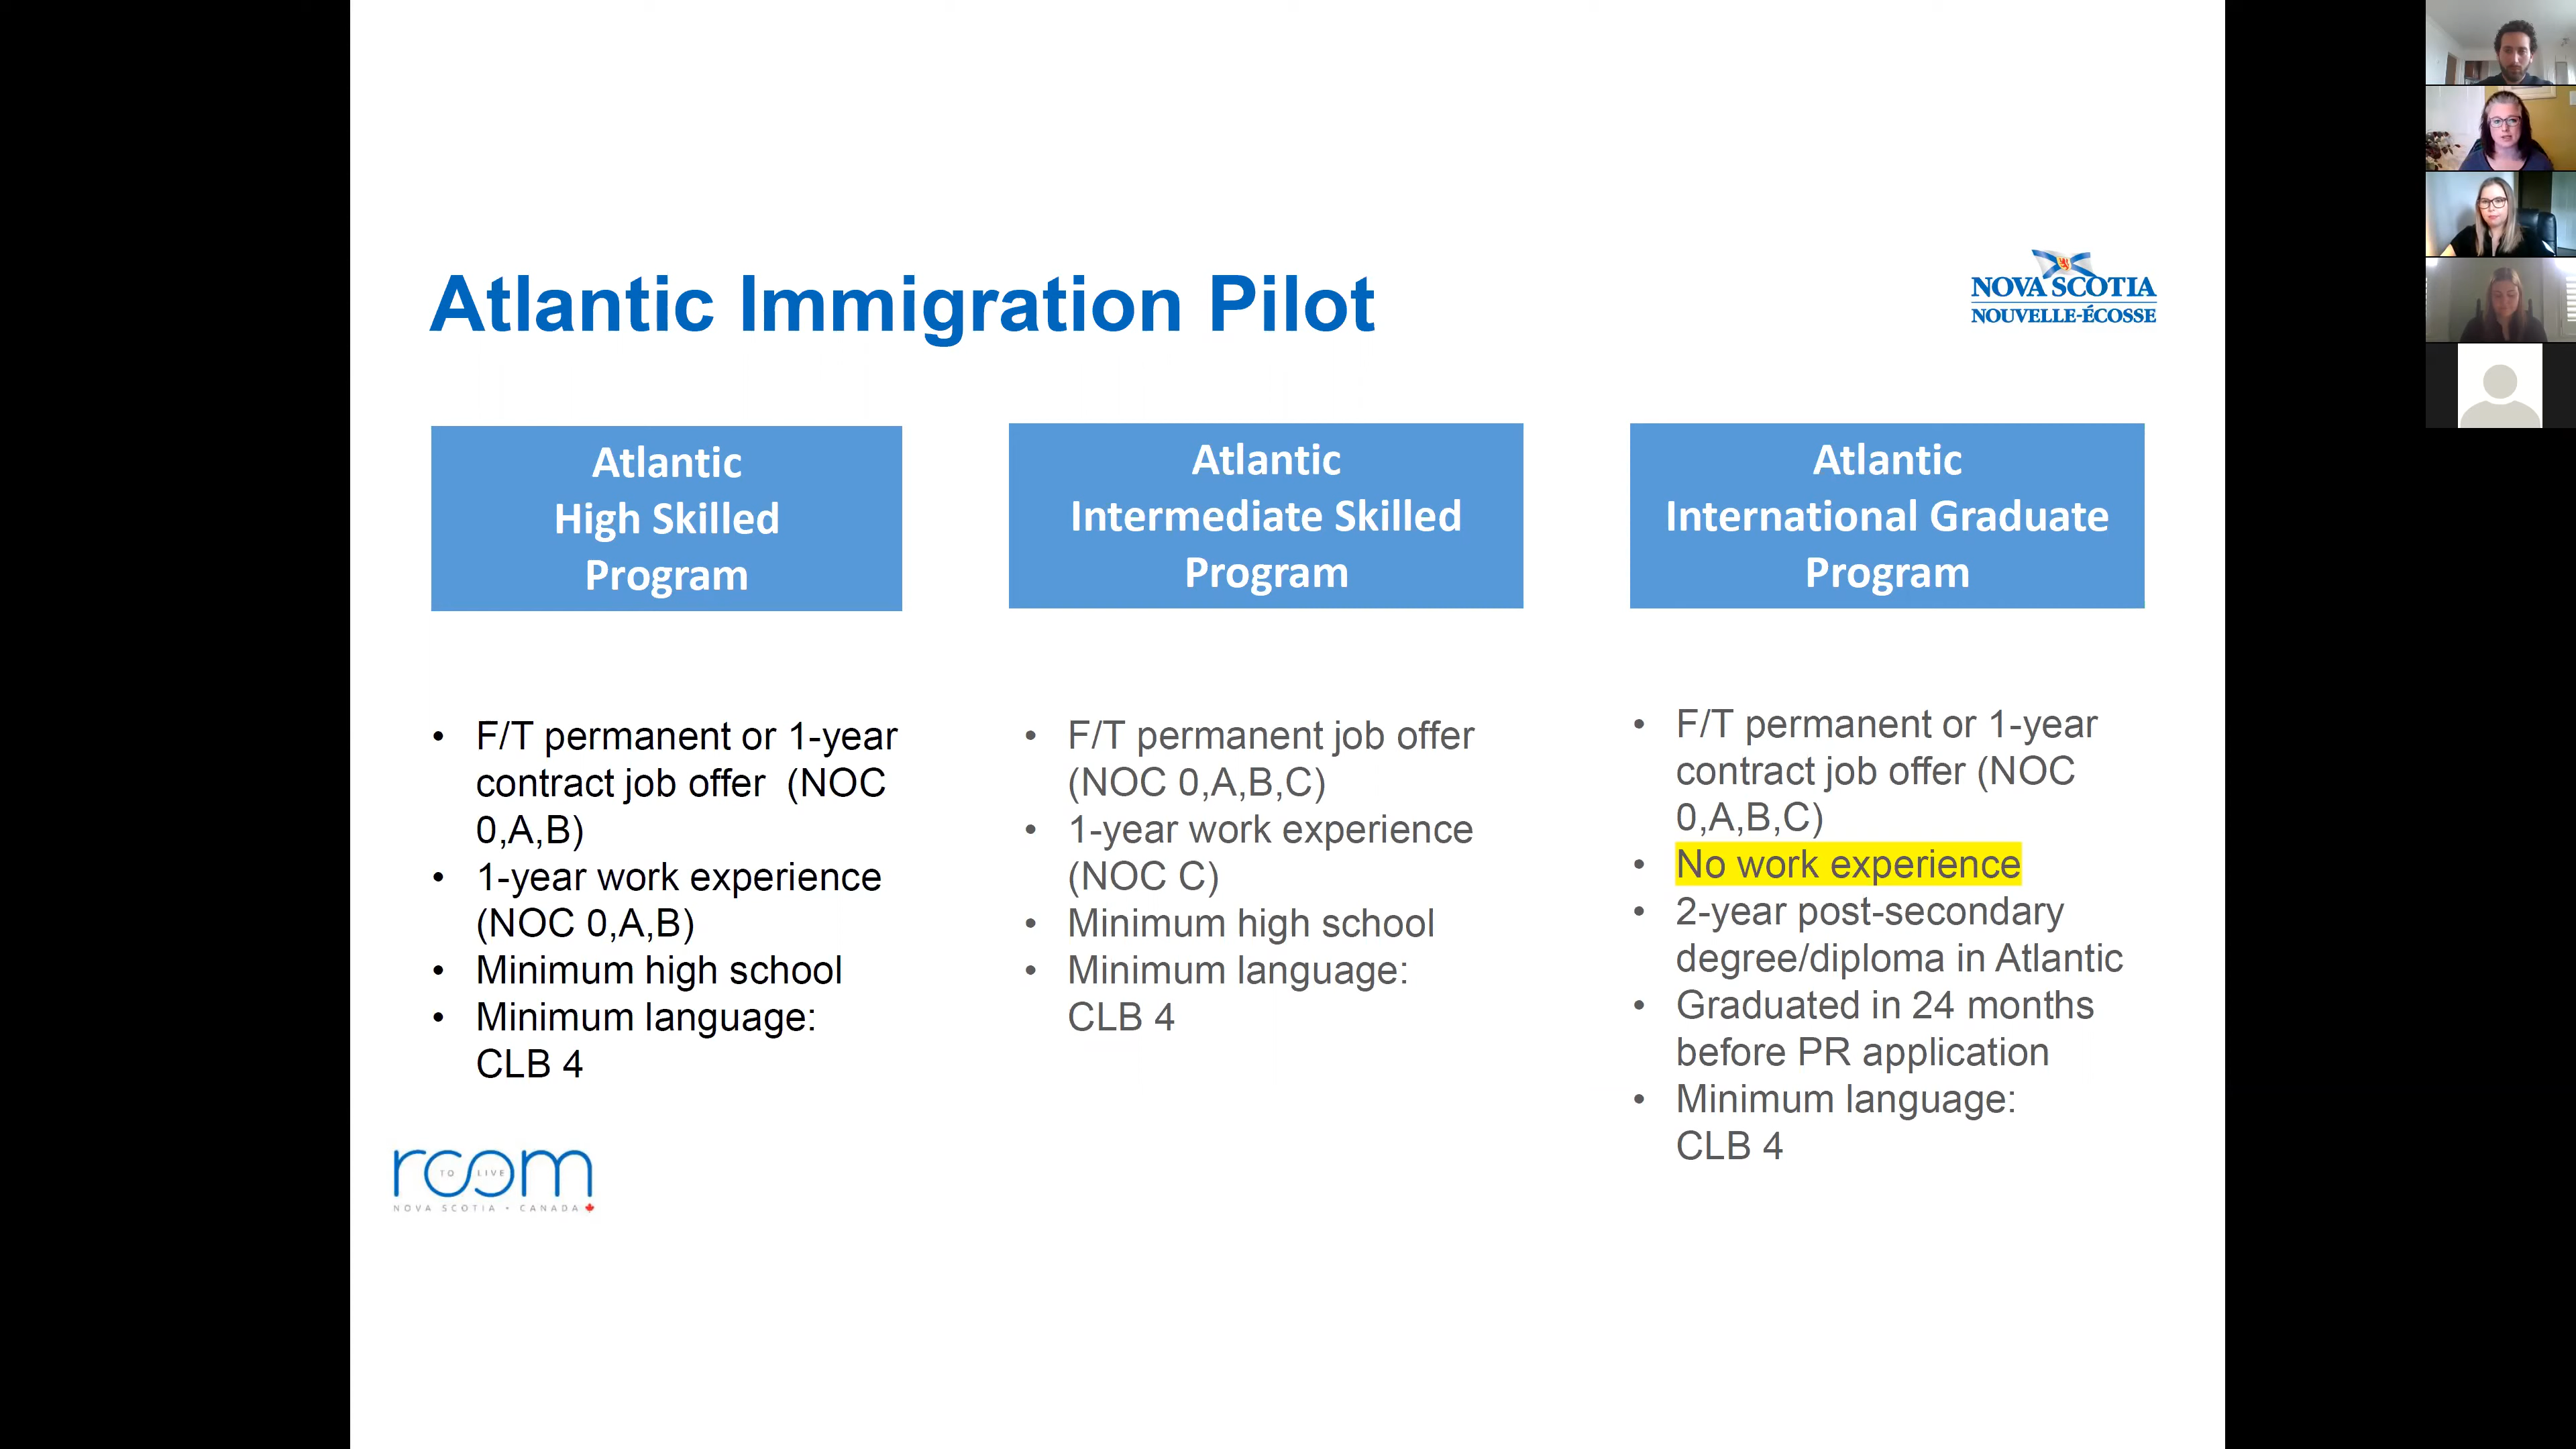 Atlantic Immigration Pilot
NOVA SCOTIA
NOUVELLE-ÉCOSSE
Atlantic
High Skilled
Program
• F/T permanent or 1-year
contract job offer (NOC
0,A,B)
• 1-year work experience
(NOC 0,A,B)
• Minimum high school
• Minimum language:
CLB 4
Atlantic
Intermediate Skilled
Program
• F/T permanent job offer
(NOC 0,A,B,C)
• 1-year work experience
(NOC C)
• Minimum high school
• Minimum language:
CLB 4
Atlantic
International Graduate
Program
• F/T permanent or 1-year
contract job offer (NOC
0,A,B,C)
• No work experience
• 2-year post-secondary
degree/diploma in Atlantic
• Graduated in 24 months
before PR application
• Minimum language:
CLB 4
room
TO LIVE
NOVA SCOTIA - CANADA